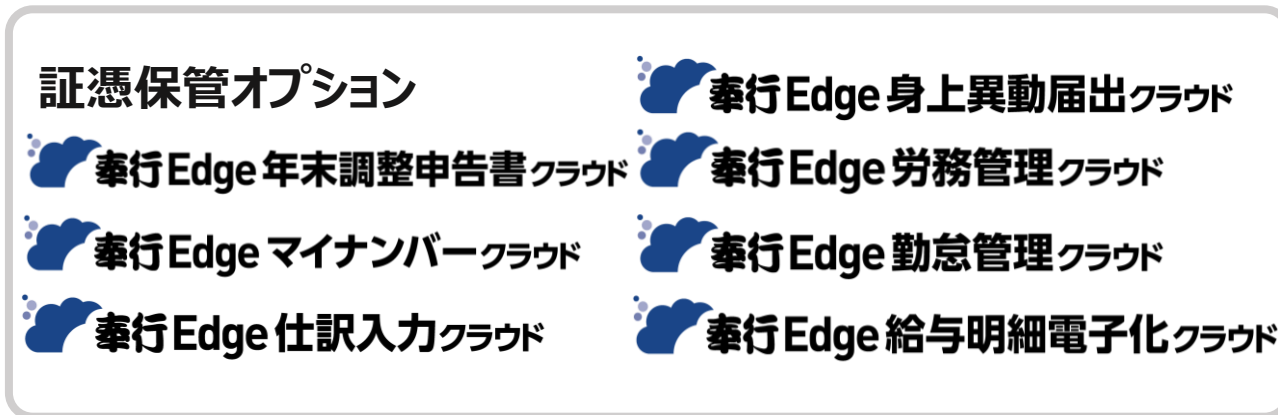 証憑保管オプション
奉行Edge 年末調整申告書クラウド
奉行Edge マイナンバークラウド
奉行Edge 仕訳入力クラウド
奉行Edge 身上異動届出クラウド
奉行Edge 労務管理クラウド
奉行Edge 勤怠管理クラウド
奉行Edge 給与明細電子化クラウド